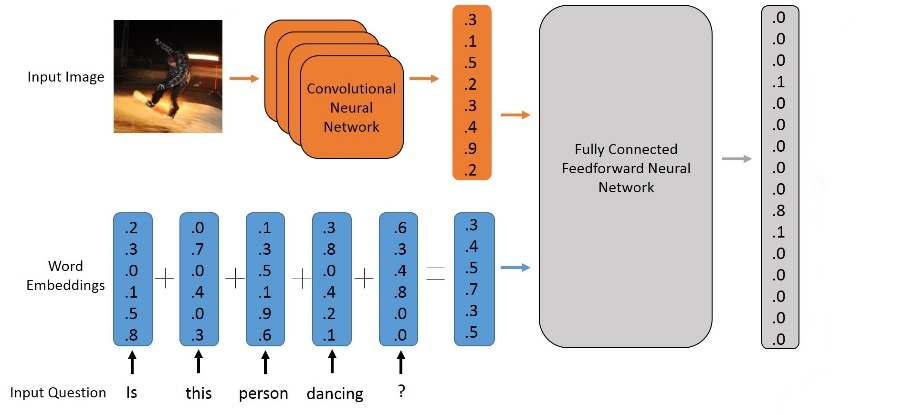 Input Image
Convolutional
Neural
Network
.3
.1
.5
.2
.3
.4
.9
.2
Fully Connected
Feedforward Neural
Network
.0
.0
.0
.1
.0
.0
.0
.0
.0
.8
.1
.0
.0
.0
.0
.0
Word
Embeddings
.2 .0 .1 .3 .6 .3
.3 .7 .3 .8 .3 .4
.0 + .0 + .5 + .0 + .4 = .5
.1 .4 .1 .4 .8 .7
.5 .0 .9 .2 .0 .3
.8 .3 .6 .1 .0 .5
Input Question Is this person dancing ?